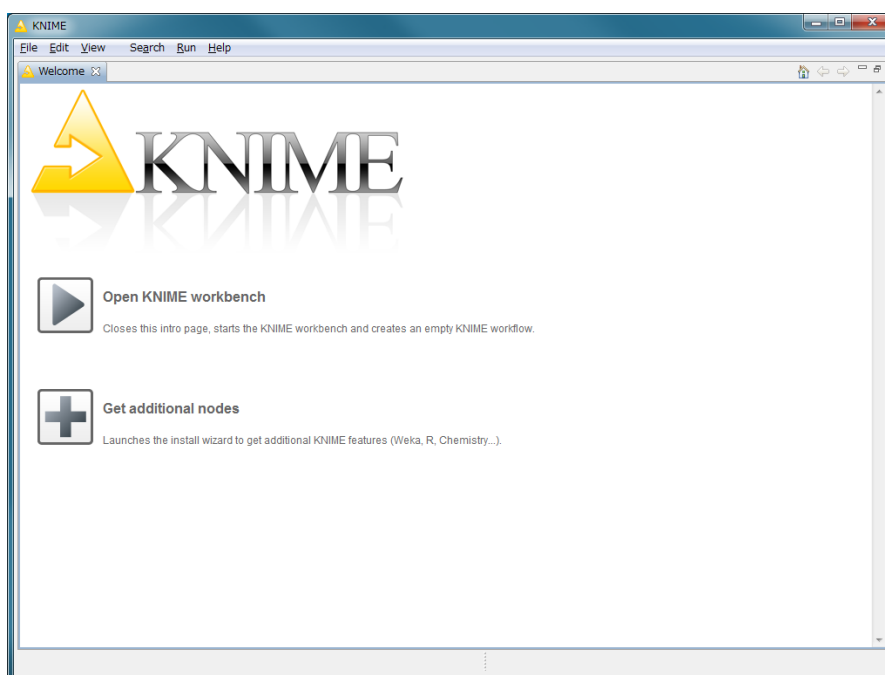 KNIME
File Edit View Search Run Help
Welcome
KNIME
Open KNIME workbench
Closes this intro page, starts the KNIME workbench and creates an empty KNIME workflow.
Get additional nodes
Launches the install wizard to get additional KNIME features (Weka, R, Chemistry...).